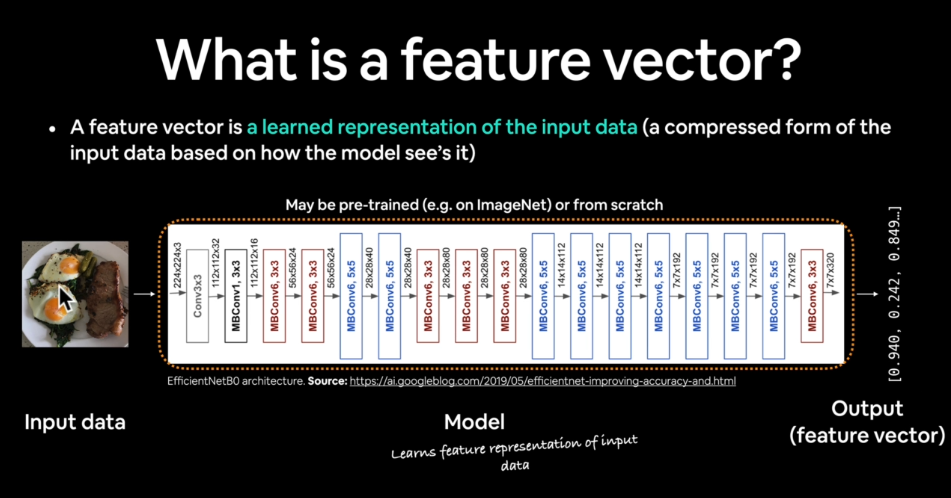 What is a feature vector?
• A feature vector is a learned representation of the input data (a compressed form of the
input data based on how the model see's it)
May be pre-trained (e.g. on ImageNet) or from scratch
224x224x3
Conv3x3
112x112x32
MBConv1, 3x3
112x112x16
MBConv6, 3x3
56x56x24
MBConv6, 3x3
56x56x24
MBConv6, 5x5
28x28x40
MBConv6, 5x5
28x28x40
MBConv6, 3x3
28x28x80
MBConv6, 3x3
28x28x80
MBConv6, 3x3
28x28x80
MBConv6, 5x5
14x14x112
MBConv6, 5x5
14x14x112
MBConv6, 5x5
14x14x112
MBConv6, 5x5
7x7x192
MBConv6, 5x5
7x7x192
MBConv6, 5x5
7x7x192
MBConv6, 5x5
7x7x192
MBConv6, 3x3
7x7x320
[0.940, 0.242, 0.849…]
EfficientNetB0 architecture. Source: https://ai.googleblog.com/2019/05/efficientnet-improving-accuracy-and.html
Input data
Model
Learns feature representation of input
data
Output
(feature vector)